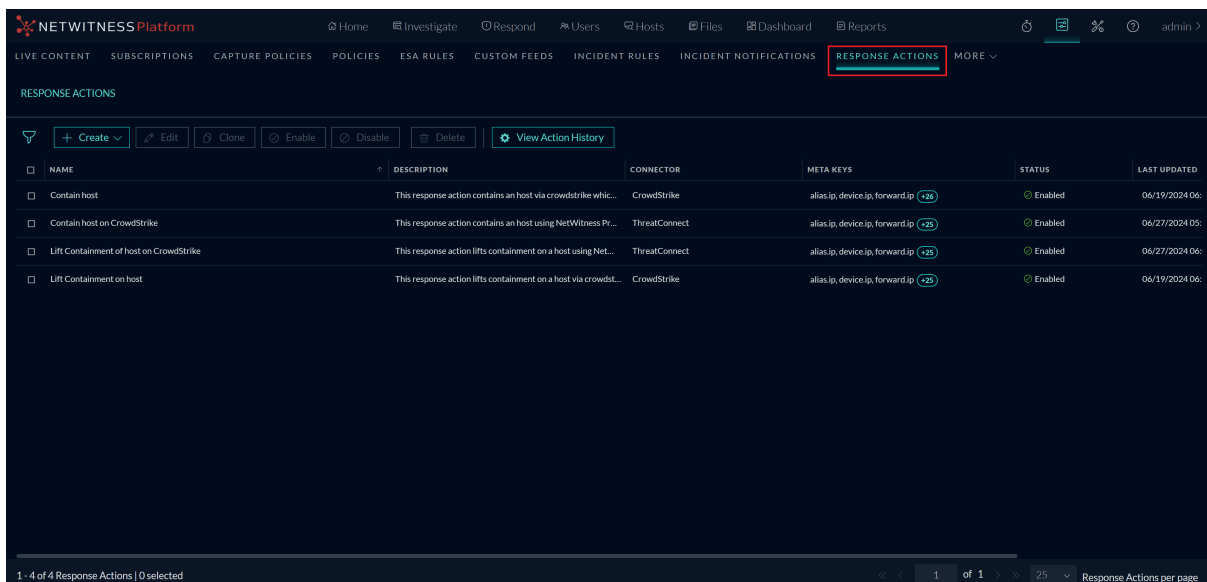 NETWITNESS Platform Home Investigate Respond Users Hosts Files Dashboard Reports admin
LIVE CONTENT SUBSCRIPTIONS CAPTURE POLICIES POLICIES ESA RULES CUSTOM FEEDS INCIDENT RULES INCIDENT NOTIFICATIONS RESPONSE ACTIONS MORE
RESPONSE ACTIONS
+ Create Edit Clone Enable Disable Delete View Action History
NAME DESCRIPTION CONNECTOR META KEYS STATUS LAST UPDATED
Contain host This response action contains an host via crowdstrike whic... CrowdStrike alias.ip, device.ip, forward.ip +26 Enabled 06/19/2024 06:
Contain host on CrowdStrike This response action contains an host using NetWitness Pr... ThreatConnect alias.ip, device.ip, forward.ip +25 Enabled 06/27/2024 05:
Lift Containment of host on CrowdStrike This response action lifts containment on a host using Net... ThreatConnect alias.ip, device.ip, forward.ip +25 Enabled 06/27/2024 06:
Lift Containment on host This response action lifts containment on a host via crowdst... CrowdStrike alias.ip, device.ip, forward.ip +25 Enabled 06/19/2024 06:
1 - 4 of 4 Response Actions | 0 selected << < 1 of 1 > >> 25 Response Actions per page